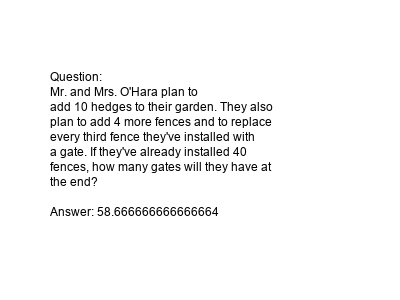 Question:
Mr. and Mrs. O'Hara plan to
add 10 hedges to their garden. They also
plan to add 4 more fences and to replace
every third fence they've installed with
a gate. If they've already installed 40
fences, how many gates will they have at
the end?

Answer: 58.666666666666664